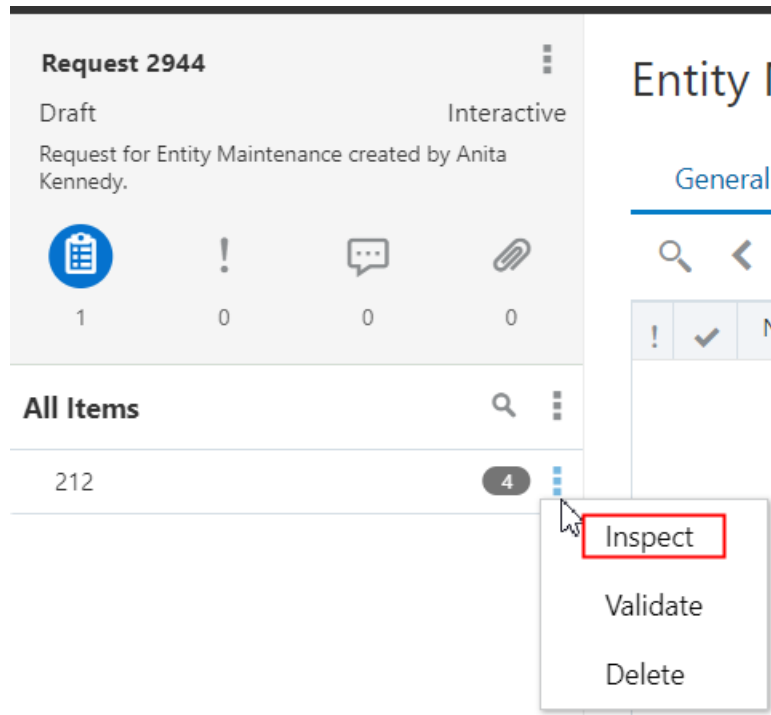 Request 2944
Draft Interactive
Request for Entity Maintenance created by Anita
Kennedy.
1 0 0 0
All Items
212 4
Inspect
Validate
Delete
Entity
General
!